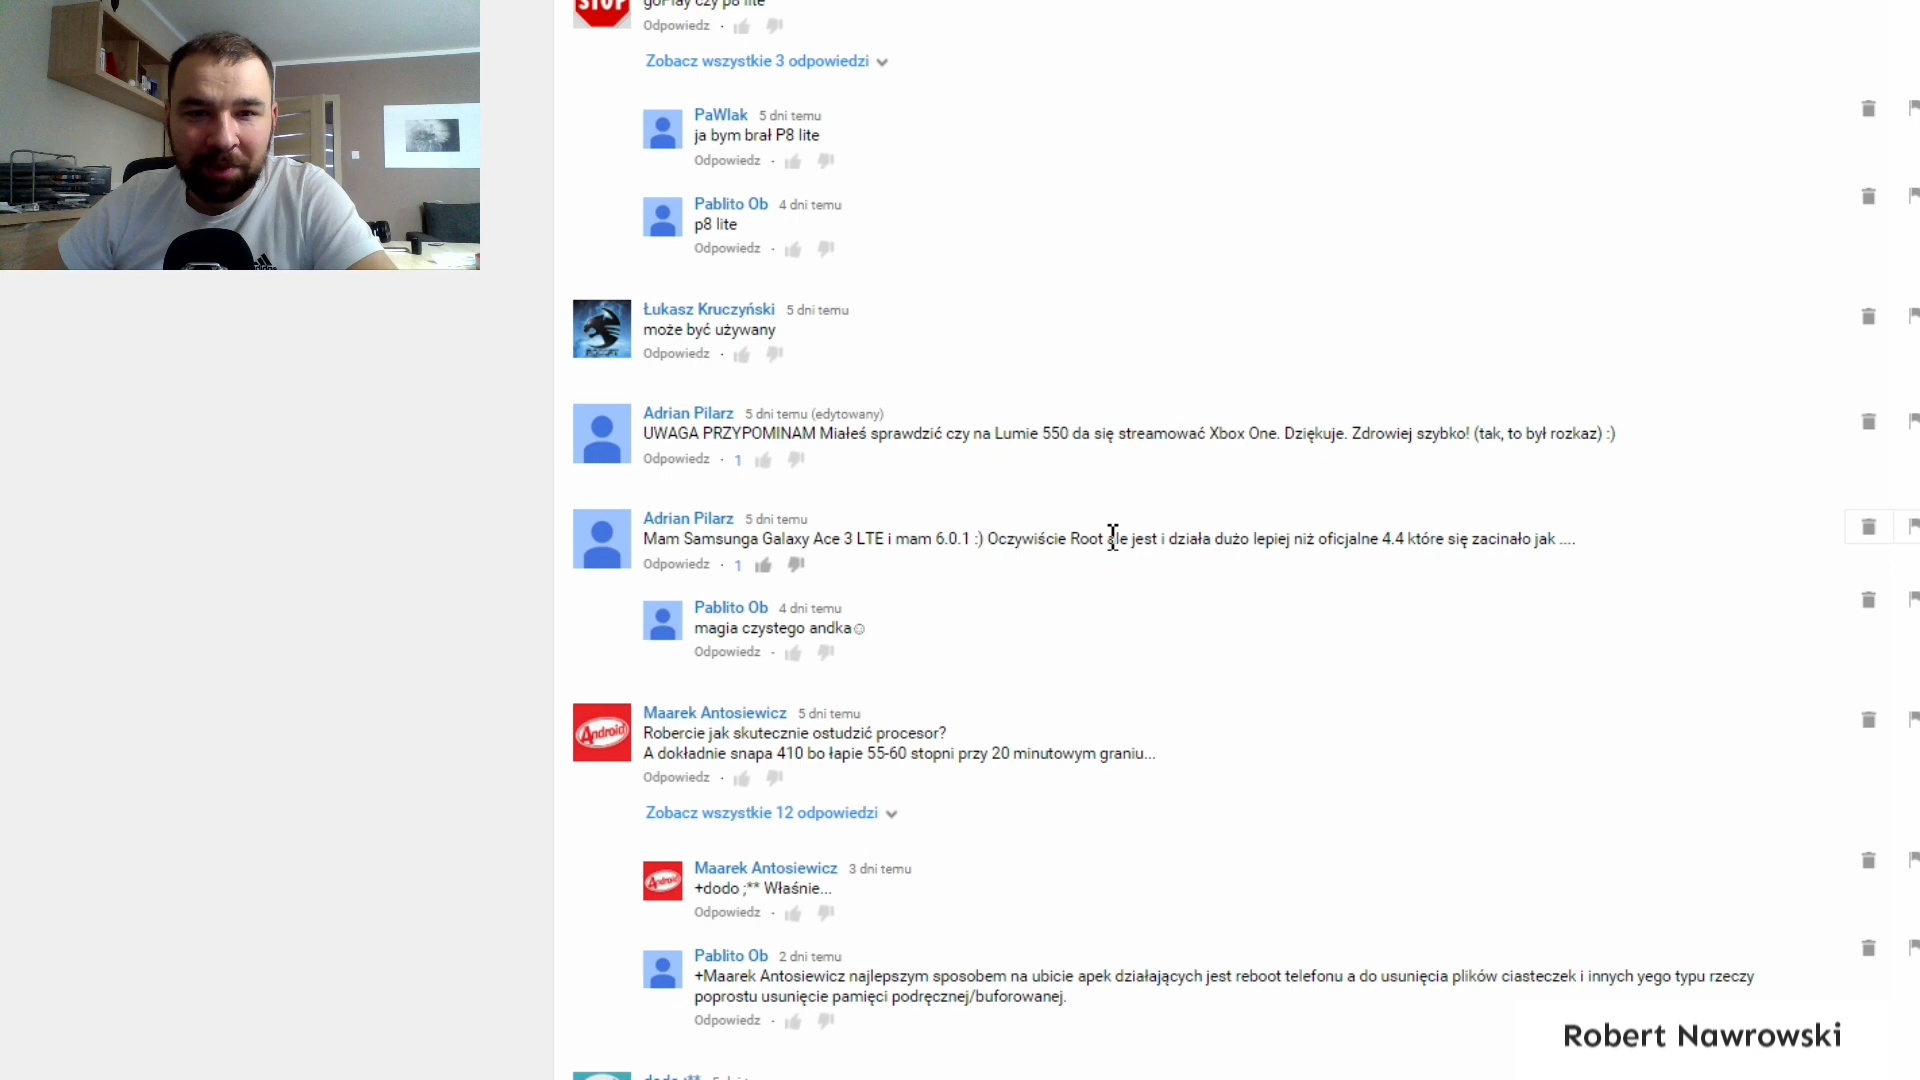 STOP
goPlay czy p8 lite
Odpowiedz ·
Zobacz wszystkie 3 odpowiedzi
PaWlak 5 dni temu
ja bym brał P8 lite
Odpowiedz ·
Pablito Ob 4 dni temu
p8 lite
Odpowiedz ·
Łukasz Kruczyński 5 dni temu
może być używany
Odpowiedz ·
Adrian Pilarz 5 dni temu (edytowany)
UWAGA PRZYPOMINAM Miałeś sprawdzić czy na Lumie 550 da się streamować Xbox One. Dziękuje. Zdrowiej szybko! (tak, to był rozkaz) :)
Odpowiedz · 1
Adrian Pilarz 5 dni temu
Mam Samsunga Galaxy Ace 3 LTE i mam 6.0.1 :) Oczywiście Root ale jest i działa dużo lepiej niż oficjalne 4.4 które się zacinało jak ....
Odpowiedz · 1
Pablito Ob 4 dni temu
magia czystego andka☺
Odpowiedz ·
Android
Maarek Antosiewicz 5 dni temu
Robercie jak skutecznie ostudzić procesor?
A dokładnie snapa 410 bo łapie 55-60 stopni przy 20 minutowym graniu...
Odpowiedz ·
Zobacz wszystkie 12 odpowiedzi
Android
Maarek Antosiewicz 3 dni temu
+dodo ;** Właśnie...
Odpowiedz ·
Pablito Ob 2 dni temu
+Maarek Antosiewicz najlepszym sposobem na ubicie apek działających jest reboot telefonu a do usunięcia plików ciasteczek i innych yego typu rzeczy
poprostu usunięcie pamięci podręcznej/buforowanej.
Odpowiedz ·
Robert Nawrowski
adidas